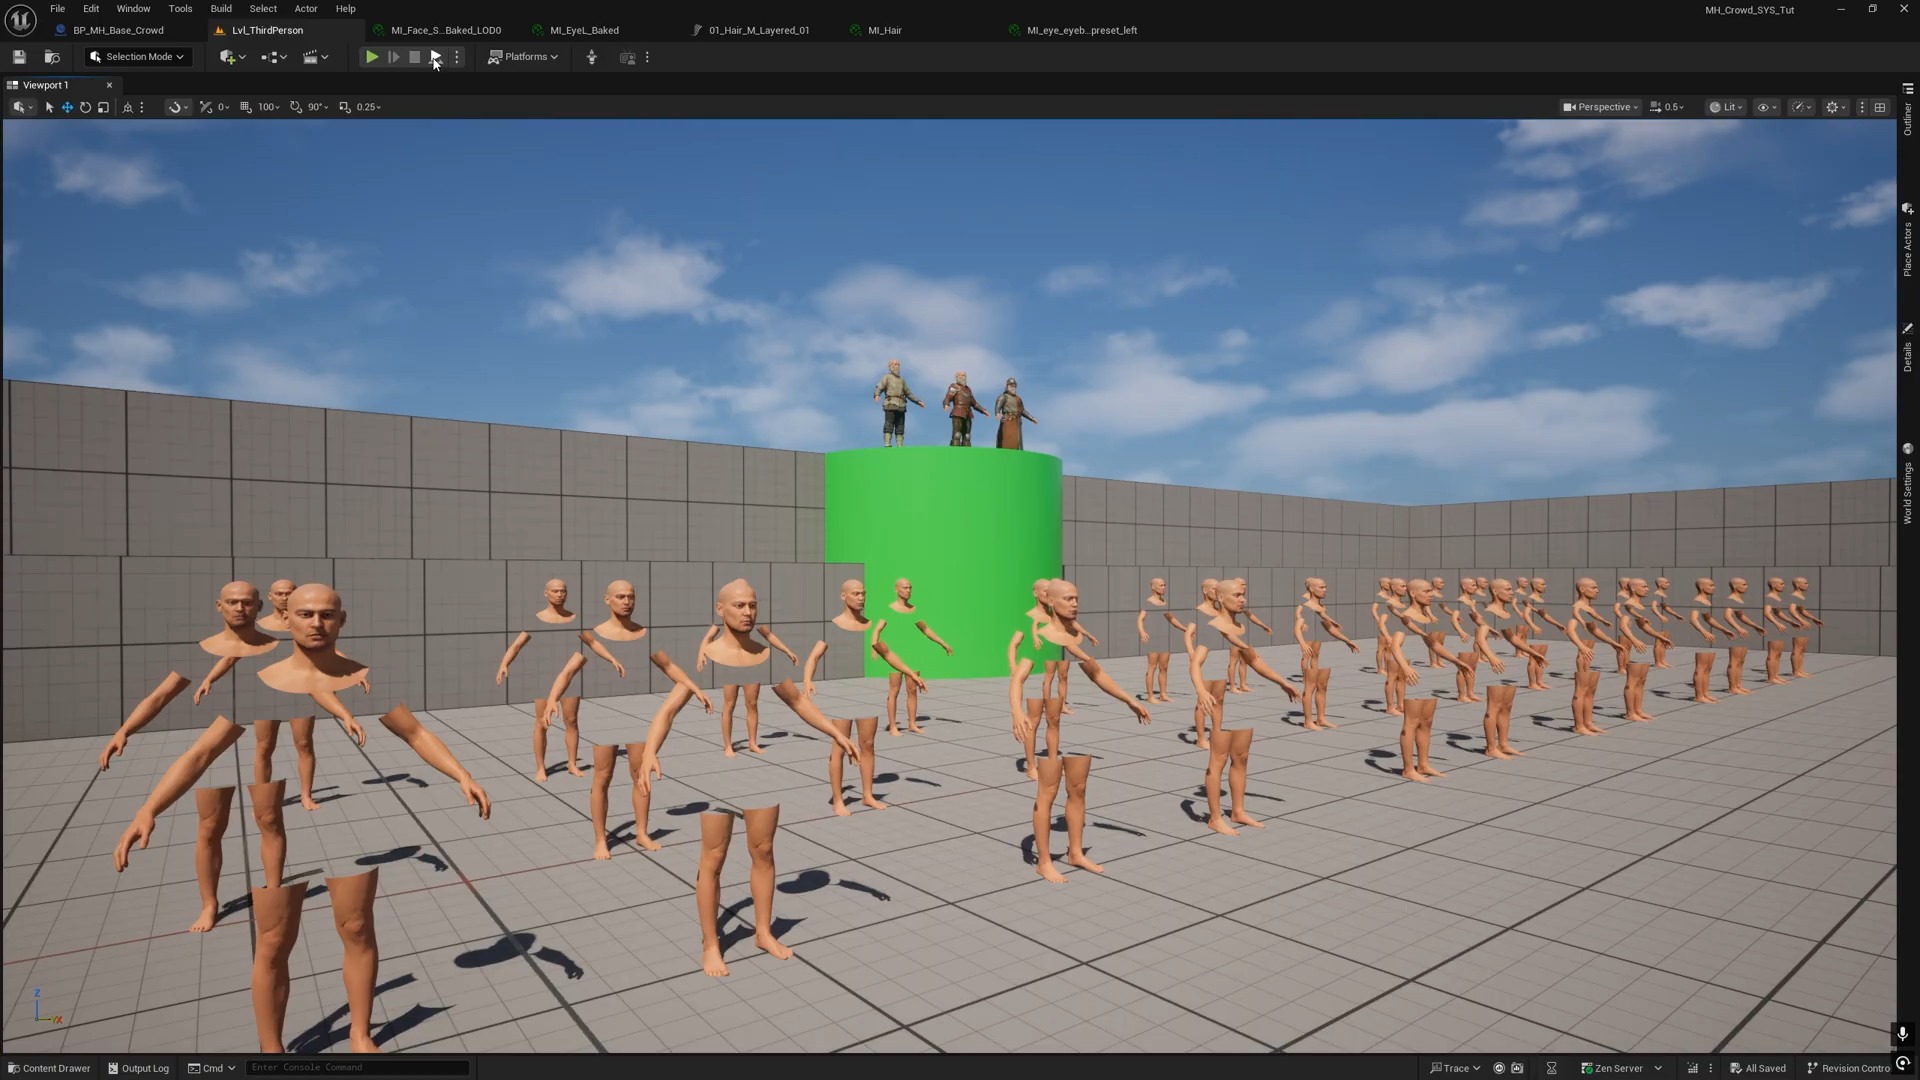 File Edit Window Tools Build Select Actor Help
MH_Crowd_SYS_Tut
BP_MH_Base_Crowd
Lvl_ThirdPerson
MI_Face_S...Baked_LOD0
MI_EyeL_Baked
01_Hair_M_Layered_01
MI_Hair
MI_eye_eyeb...preset_left
Selection Mode
Platforms
Viewport 1
0
100
90°
0.25
Perspective
0.5
Lit
Outliner
Place Actors
Details
World Settings
Z
X
Content Drawer
Output Log
Cmd
Enter Console Command
Trace
Zen Server
All Saved
Revision Contro